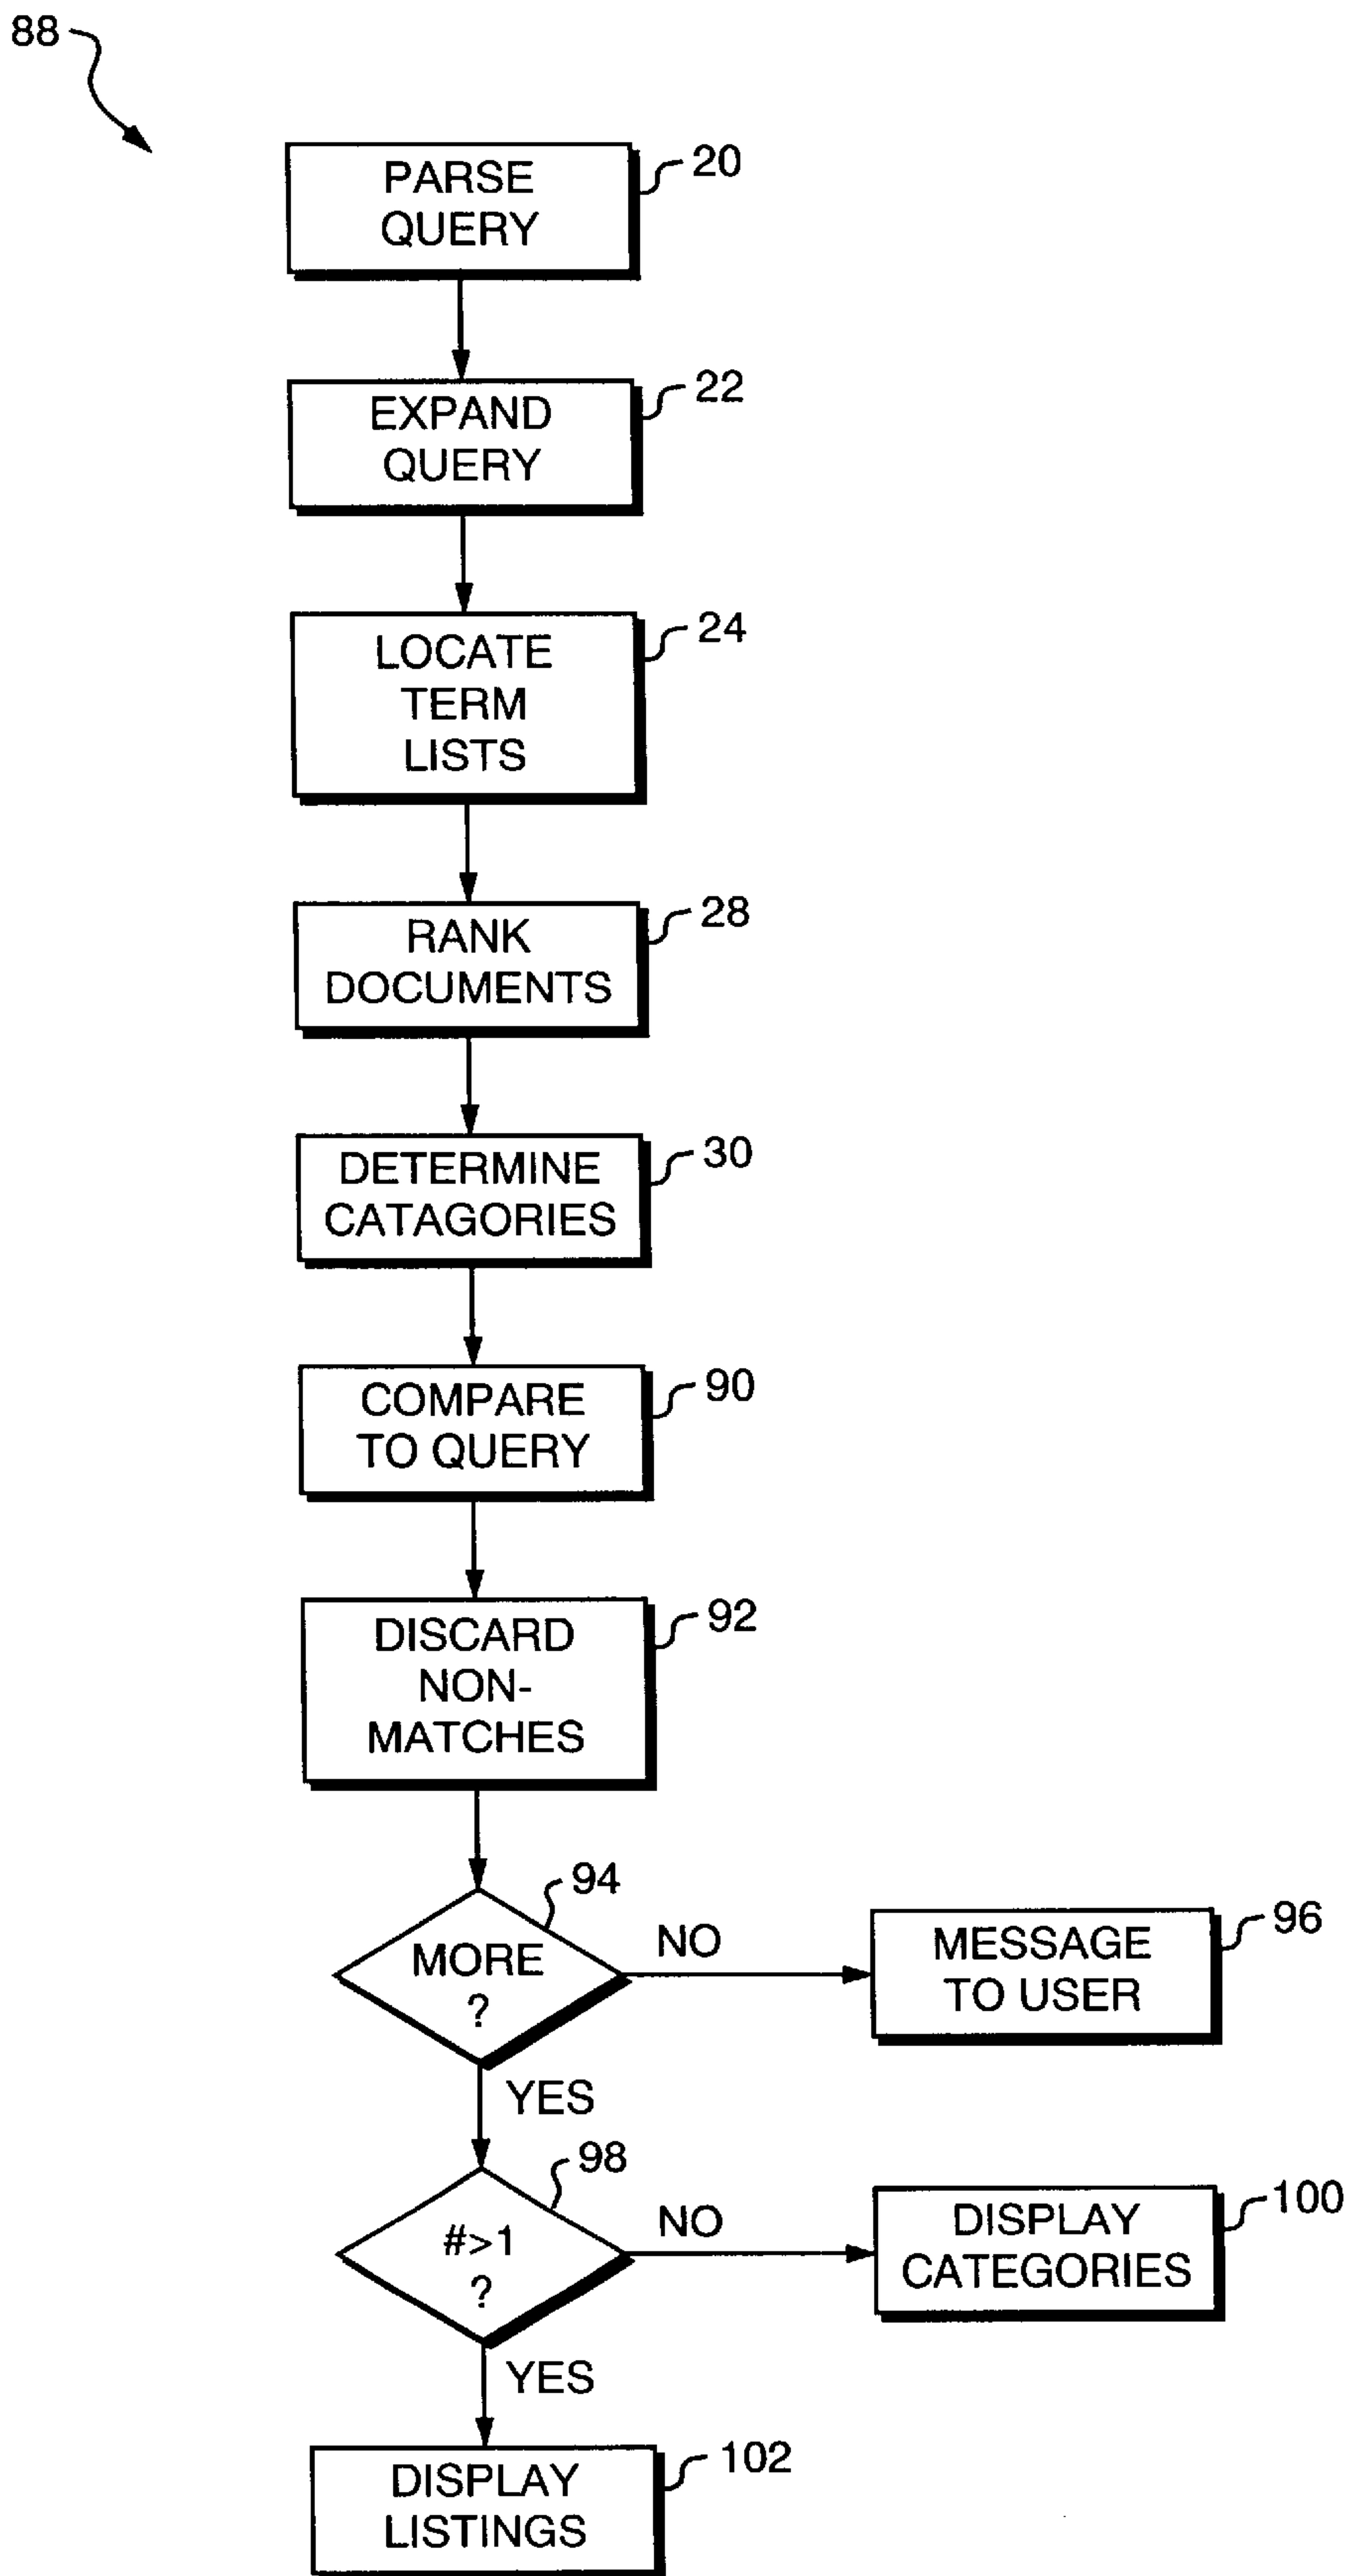 88
PARSE
QUERY
20
EXPAND
QUERY
22
LOCATE
TERM
LISTS
24
RANK
DOCUMENTS
28
DETERMINE
CATAGORIES
30
COMPARE
TO QUERY
90
DISCARD
NON-
MATCHES
92
94
MORE
?
NO
MESSAGE
TO USER
96
YES
98
#>1
?
NO
DISPLAY
CATEGORIES
100
YES
DISPLAY
LISTINGS
102